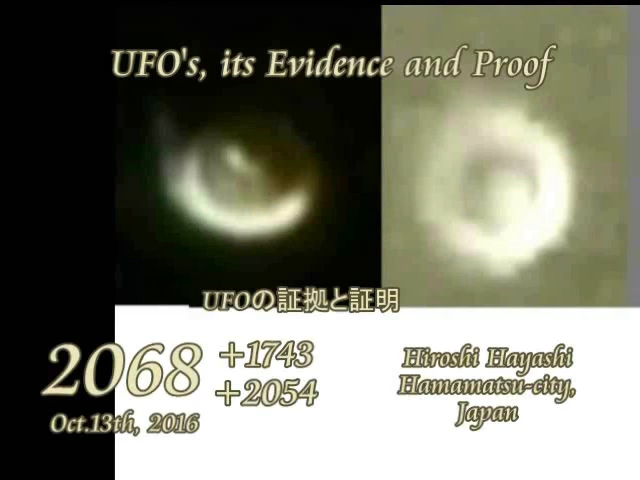 UFO's, its Evidence and Proof
UFOの証拠と証明
2068
+1743
+2054
Oct.13th, 2016
Hiroshi Hayashi
Hamamatsu-city,
Japan